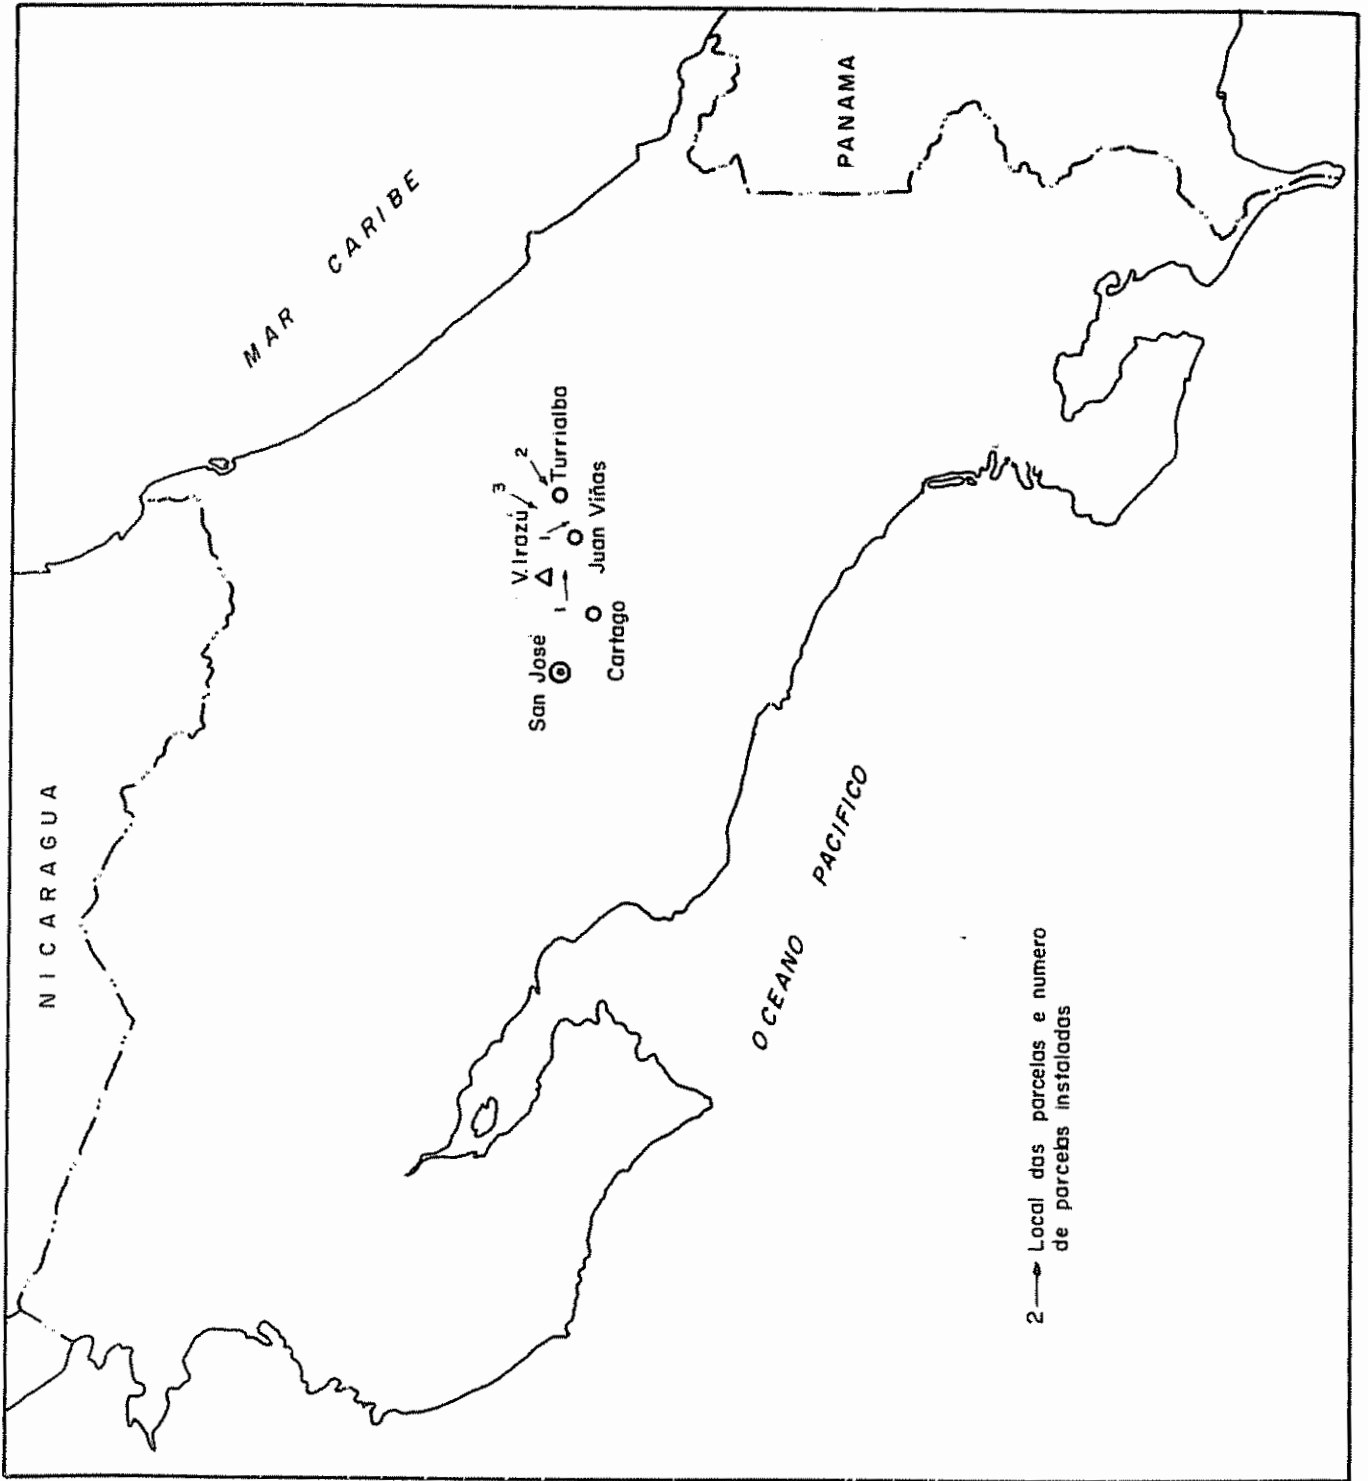 NICARAGUA
MAR CARIBE
San José
V. Irazú
3
2
1
1
Turrialba
Juan Viñas
Cartago
PANAMA
OCEANO PACIFICO
2 → Local das parcelas e numero
de parcelas instaladas